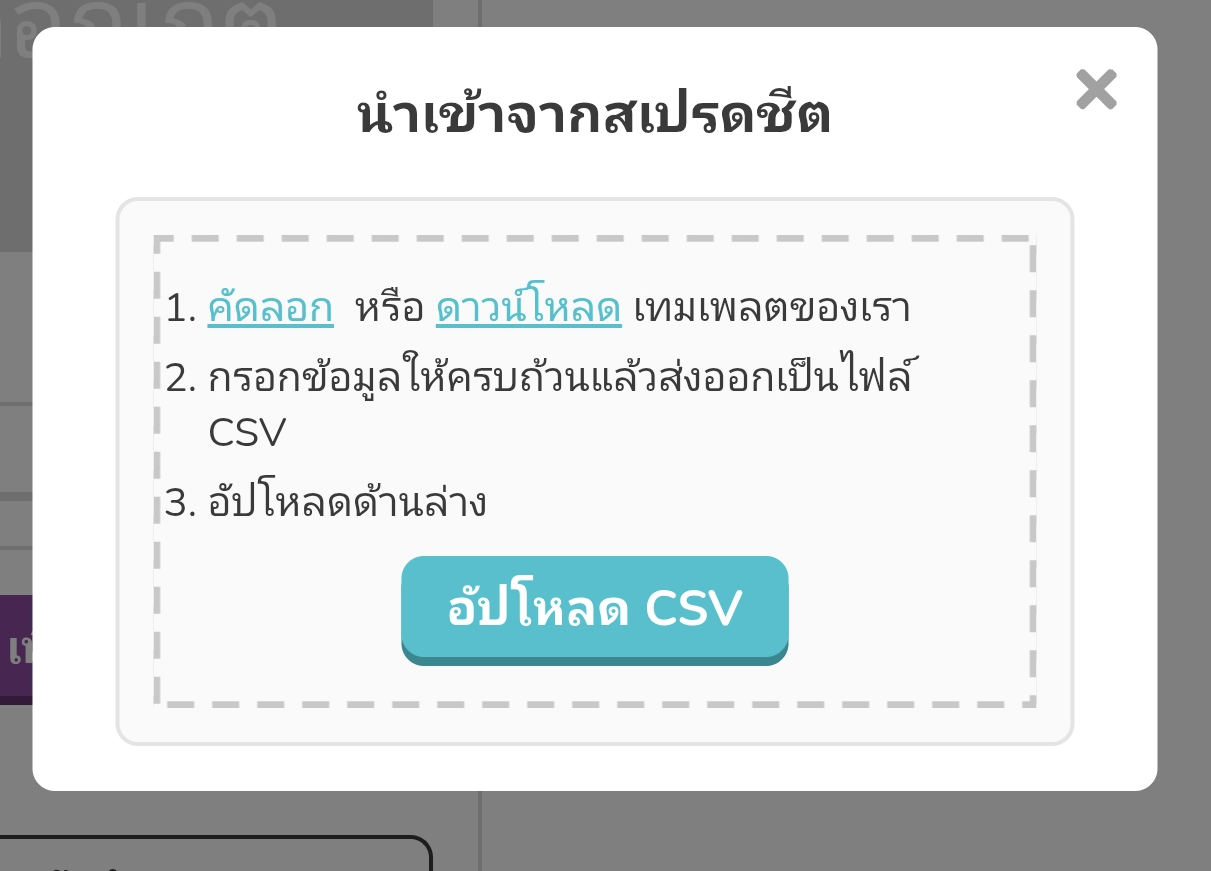 นำเข้าจากสเปรดชีต
1. คัดลอก หรือ ดาวน์โหลด เทมเพลตของเรา
2. กรอกข้อมูลให้ครบถ้วนแล้วส่งออกเป็นไฟล์
CSV
3. อัปโหลดด้านล่าง
อัปโหลด CSV